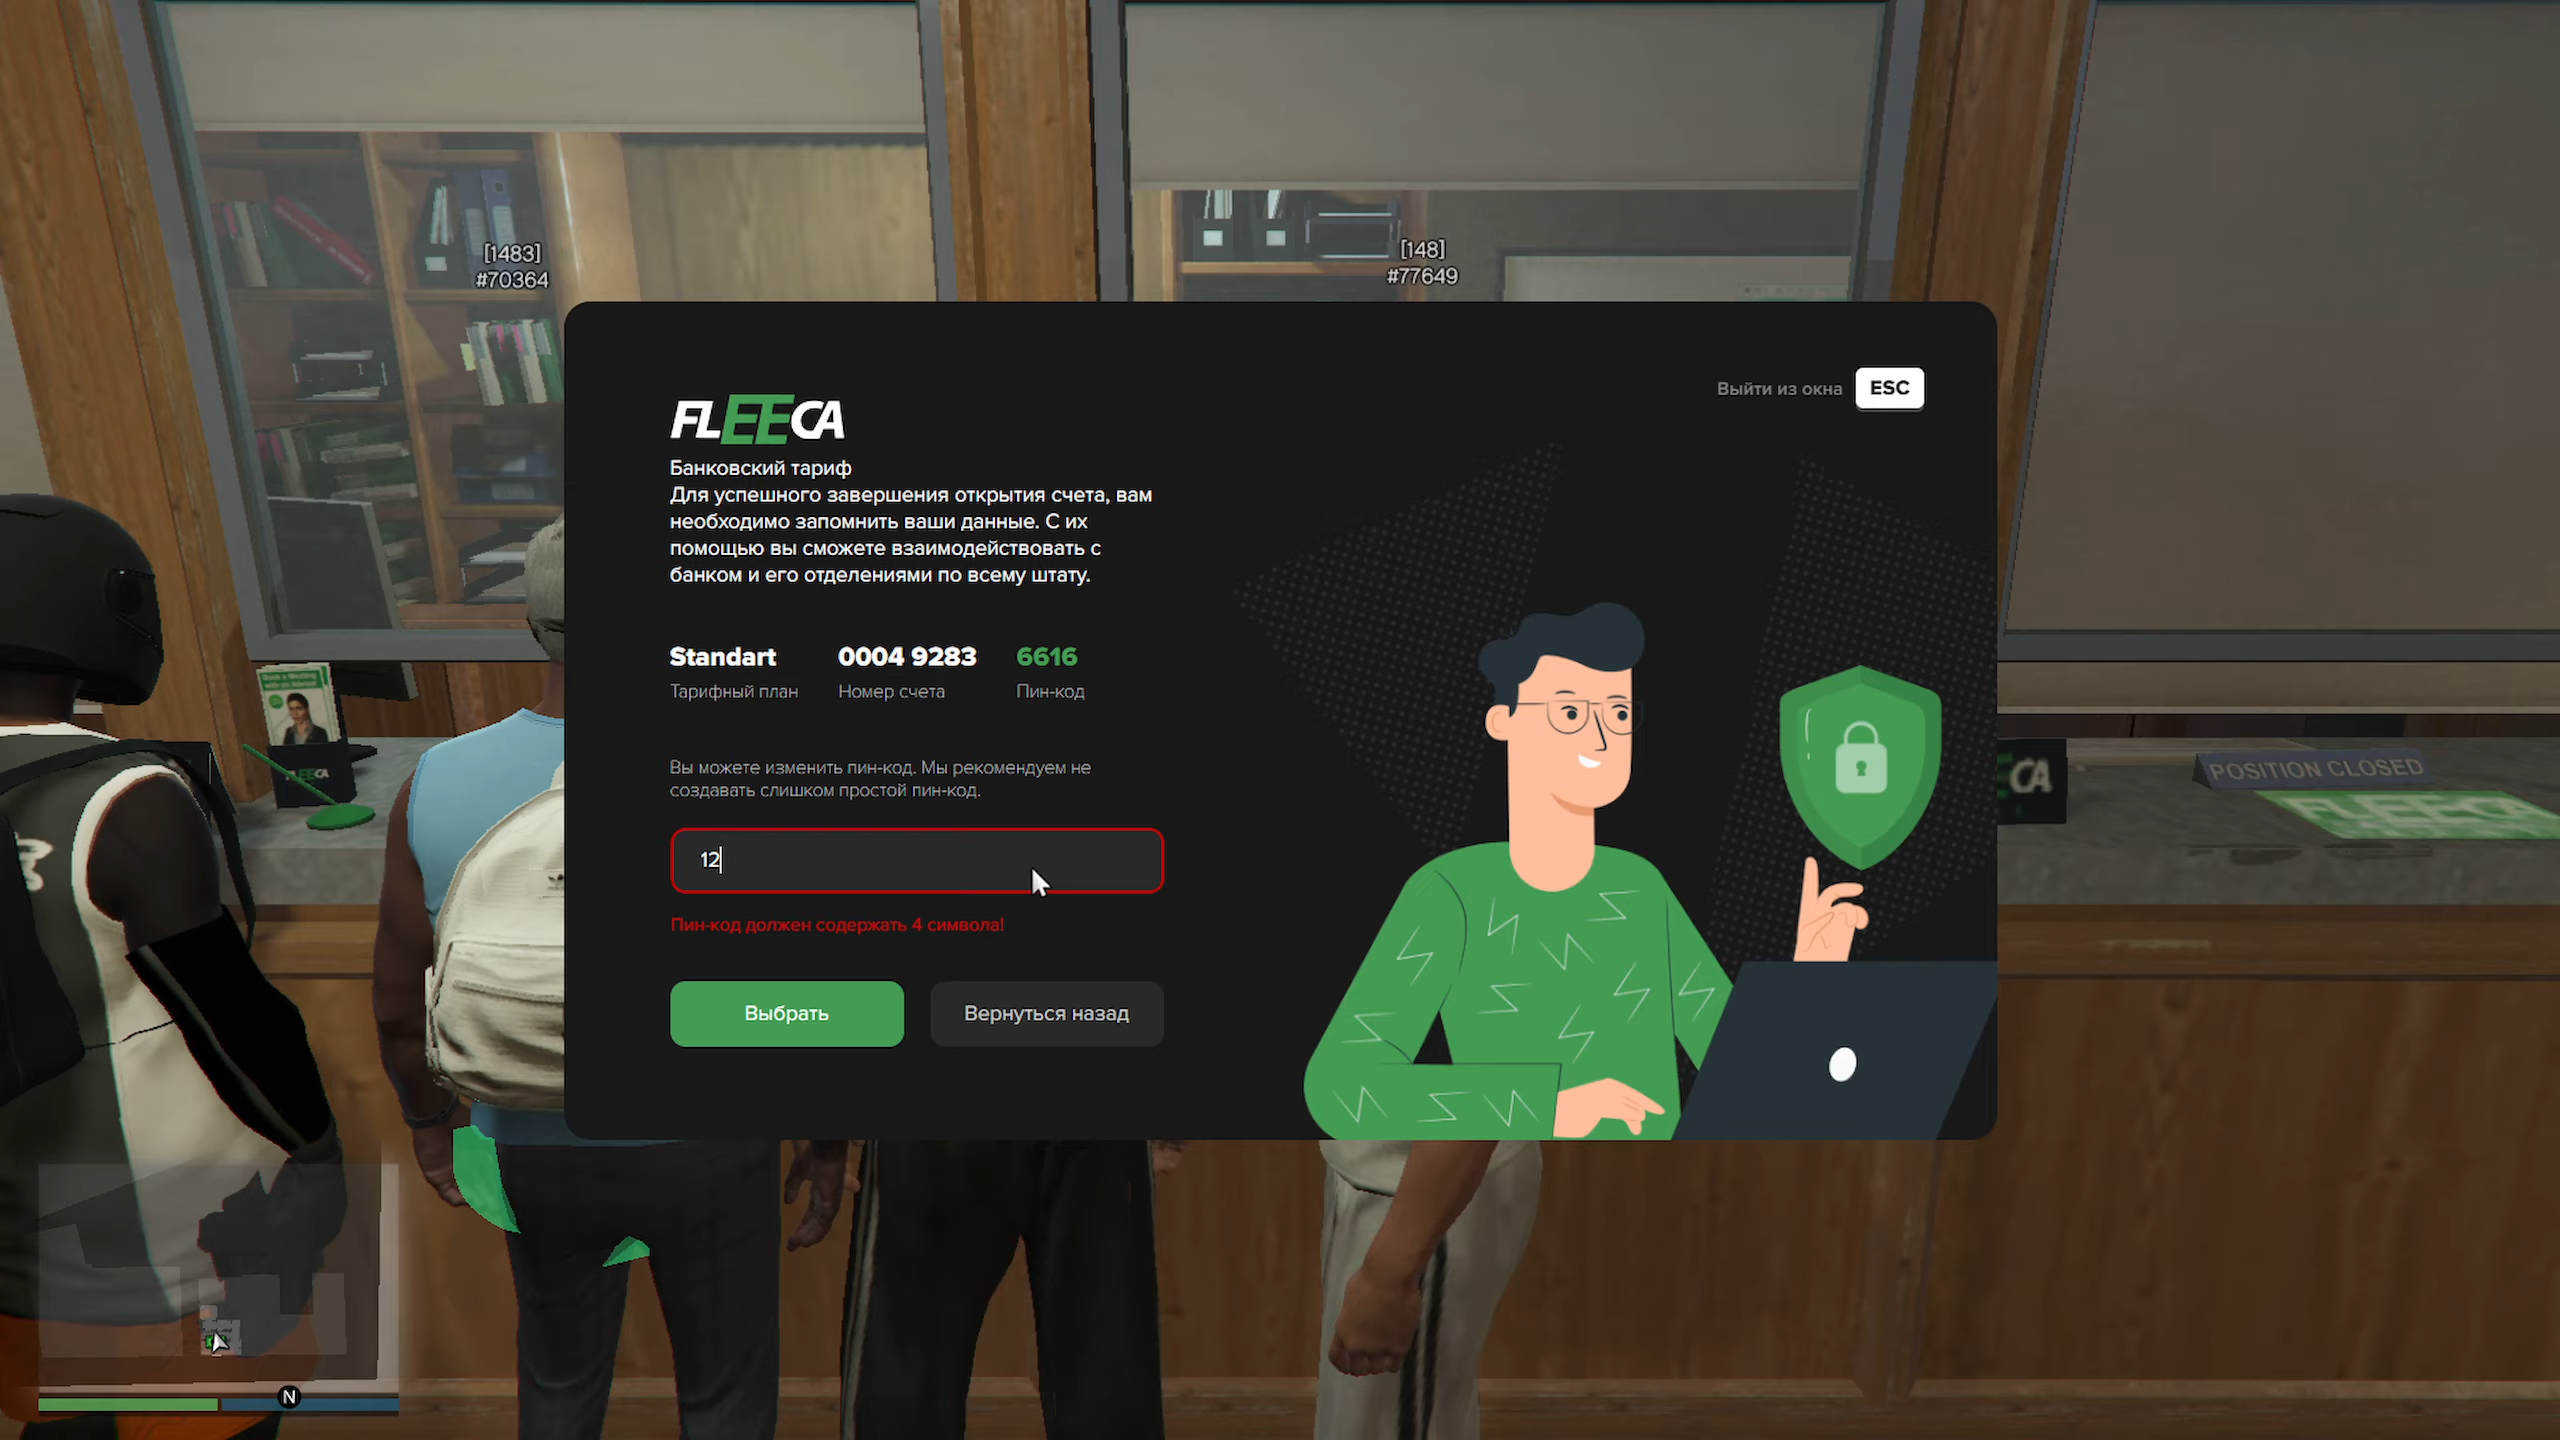 [1483]
#70364
[148]
#77649
Выйти из окна ESC
FLEECA
Банковский тариф
Для успешного завершения открытия счета, вам
необходимо запомнить ваши данные. С их
помощью вы сможете взаимодействовать с
банком и его отделениями по всему штату.
Standart 0004 9283 6616
Тарифный план Номер счета Пин-код
Вы можете изменить пин-код. Мы рекомендуем не
создавать слишком простой пин-код.
12
Пин-код должен содержать 4 символа!
Выбрать Вернуться назад
POSITION CLOSED
CA
FLEECA
N